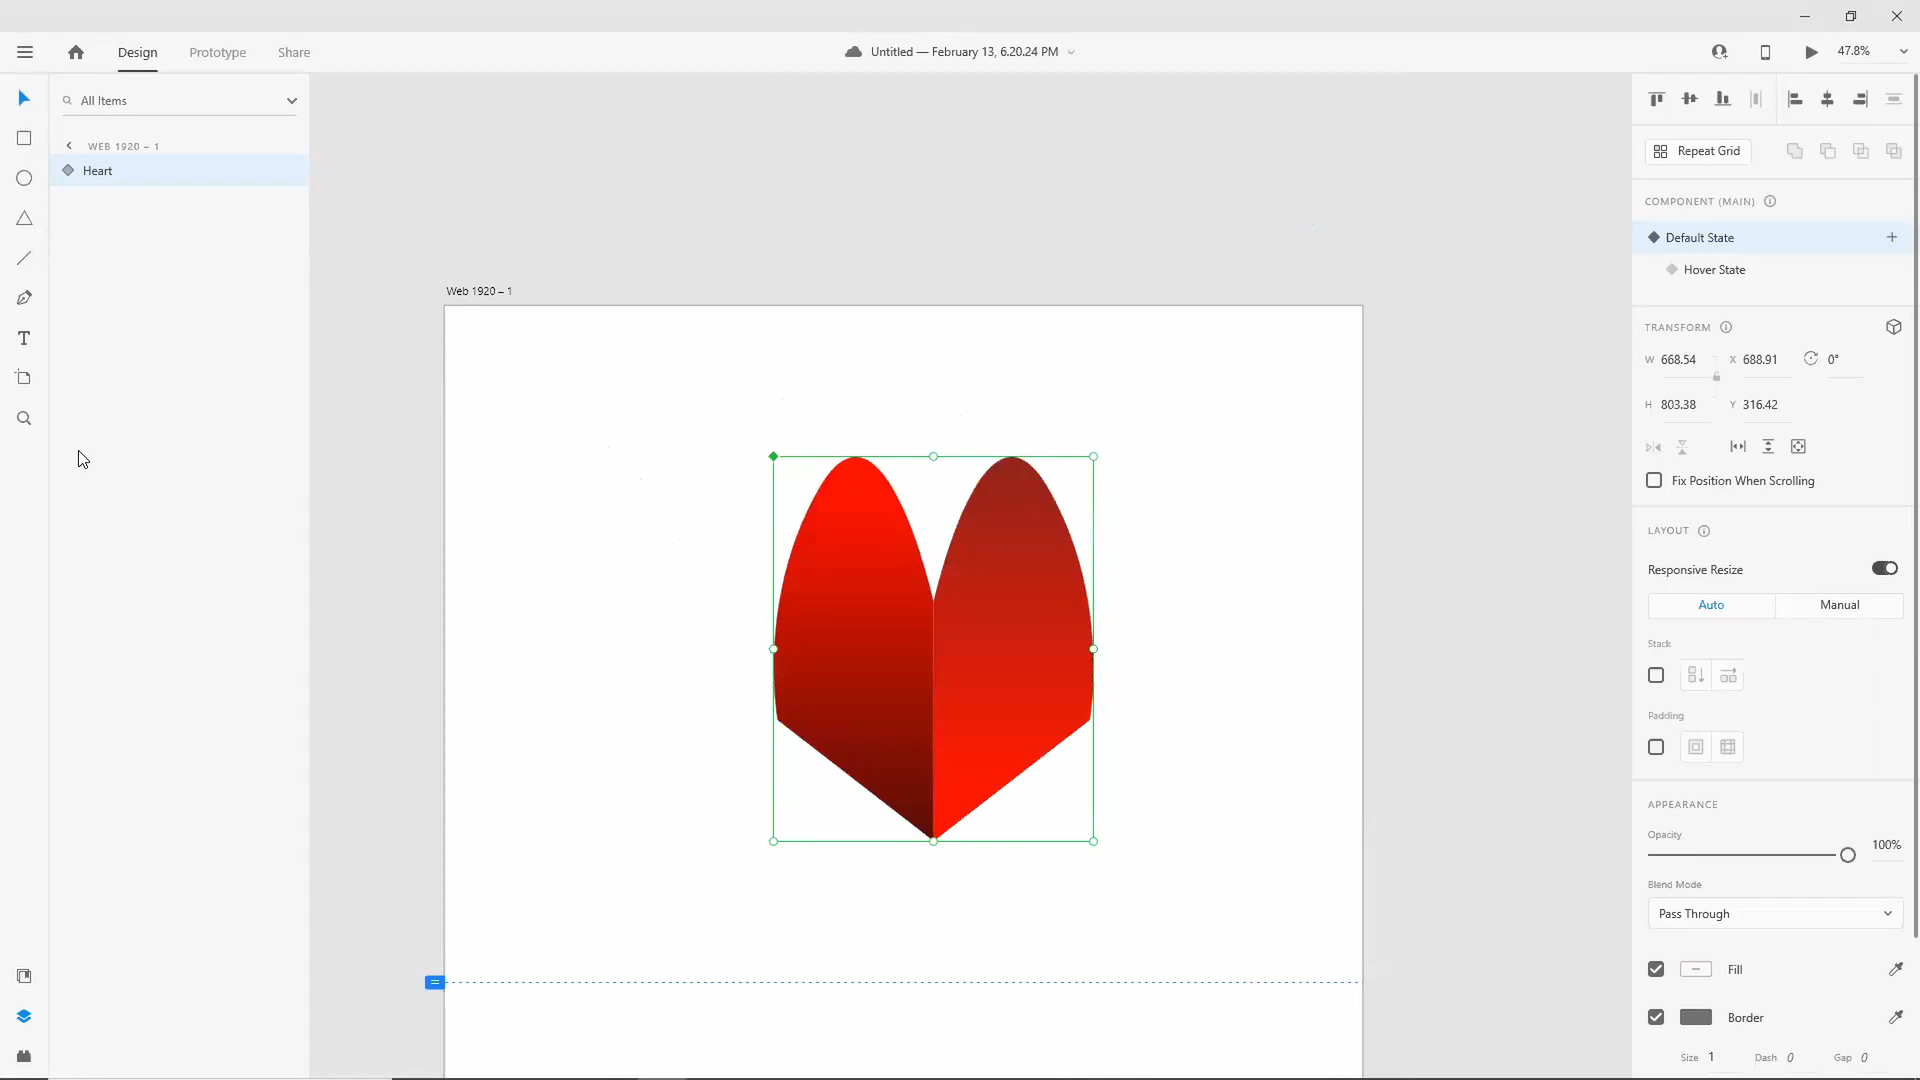 Design
Prototype
Share
Untitled — February 13, 6.20.24 PM
47.8%
All Items
WEB 1920 – 1
Heart
Web 1920 – 1
Repeat Grid
COMPONENT (MAIN)
Default State
Hover State
TRANSFORM
W 668.54 X 688.91 0°
H 803.38 Y 316.42
Fix Position When Scrolling
LAYOUT
Responsive Resize
Auto Manual
Stack
Padding
APPEARANCE
Opacity
100%
Blend Mode
Pass Through
Fill
Border
Size 1 Dash 0 Gap 0